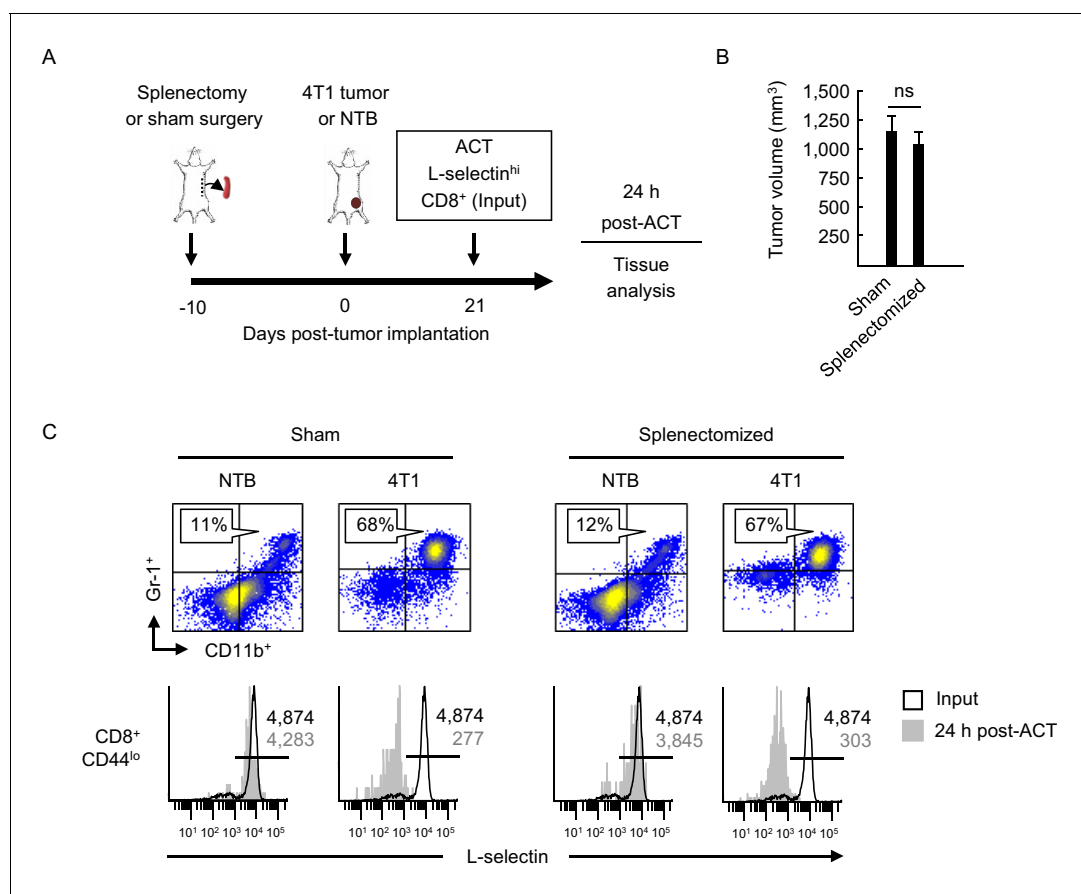 A
Splenectomy
or sham surgery
4T1 tumor
or NTB
ACT
L-selectinhi
CD8+ (Input)
24 h
post-ACT
Tissue
analysis
-10
0
21
Days post-tumor implantation
B
Tumor volume (mm3)
1,500
1,250
1,000
750
500
250
ns
Sham
Splenectomized
C
Sham
Splenectomized
NTB
4T1
NTB
4T1
11%
68%
12%
67%
Gr-1+
CD11b+
CD8+
CD44lo
4,874
4,283
4,874
277
4,874
3,845
4,874
303
Input
24 h post-ACT
101 102 103 104 105
101 102 103 104 105
101 102 103 104 105
101 102 103 104 105
L-selectin